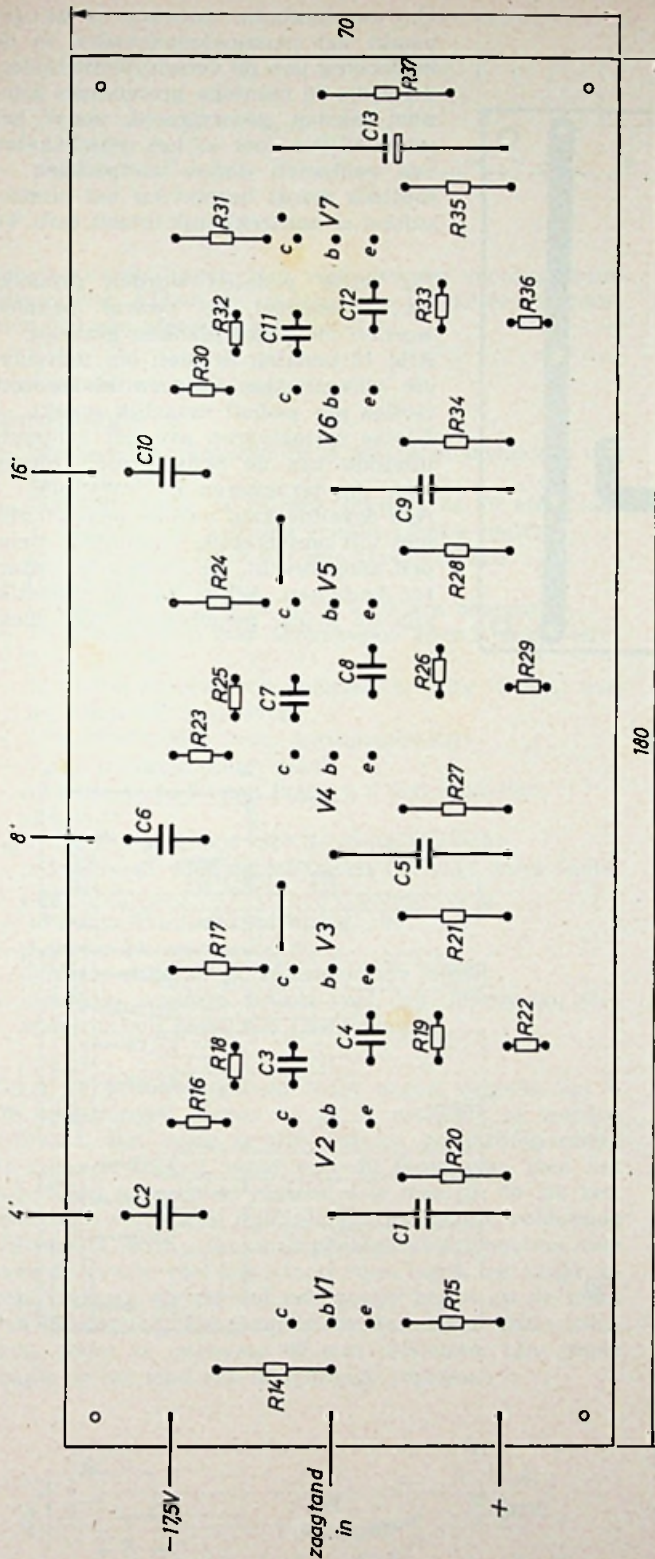 4'
8'
16'
C2
C6
C10
-17,5V
R16
R17
R23
R24
R30
R31
R18
R25
R32
R14
C3
C7
C11
c
c
c
c
c
c
c
zaagtand
in
bV1
V2
b
b
V3
V4
b
b
V5
V6
b
b
V7
C4
C8
C12
e
e
e
e
e
e
e
C1
C5
C9
C13
R37
R19
R26
R33
R15
R20
R21
R27
R28
R34
R35
+
R22
R29
R36
70
180